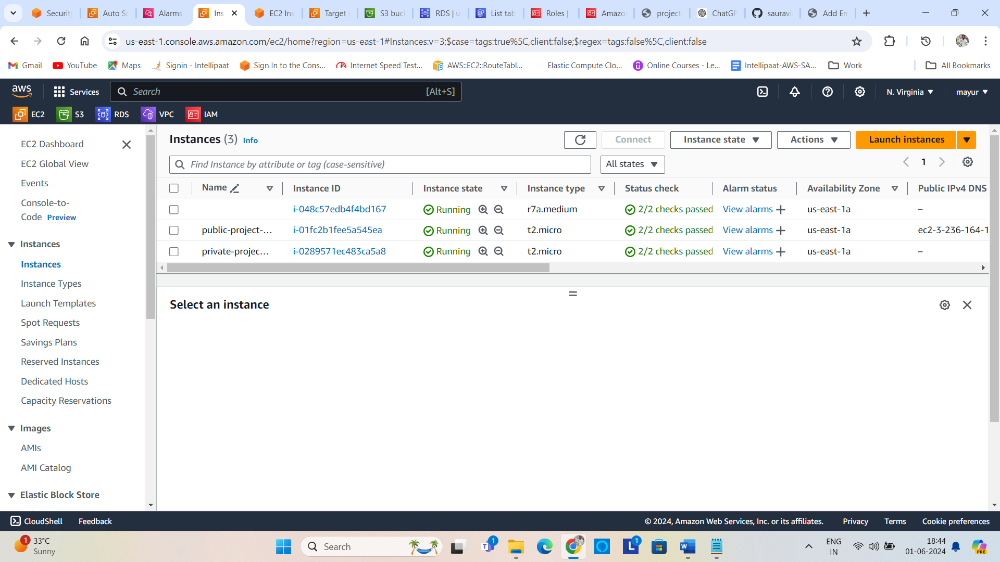 Security
Auto Sc
Alarms
Ins
EC2 Ins
Target
S3 buck
RDS | u
List tab
Roles |
Amazo
project
ChatGP
sauravi
Add Em
us-east-1.console.aws.amazon.com/ec2/home?region=us-east-1#Instances:v=3;$case=tags:true%5C,client:false;$regex=tags:false%5C,client:false
Gmail
YouTube
Maps
Signin - Intellipaat
Sign In to the Cons...
Internet Speed Test...
AWS::EC2::RouteTabl...
Elastic Compute Clo...
Online Courses - Le...
Intellipaat-AWS-SA...
Work
All Bookmarks
aws
Services
Search
[Alt+S]
N. Virginia
mayur
EC2
S3
RDS
VPC
IAM
EC2 Dashboard
EC2 Global View
Events
Console-to-
Code Preview
Instances
Instances
Instance Types
Launch Templates
Spot Requests
Savings Plans
Reserved Instances
Dedicated Hosts
Capacity Reservations
Images
AMIs
AMI Catalog
Elastic Block Store
Instances (3) Info
Connect
Instance state
Actions
Launch instances
Find Instance by attribute or tag (case-sensitive)
All states
1
Name Instance ID Instance state Instance type Status check Alarm status Availability Zone Public IPv4 DNS
i-048c57edb4f4bd167 Running r7a.medium 2/2 checks passed View alarms us-east-1a –
public-project-... i-01fc2b1fee5a545ea Running t2.micro 2/2 checks passed View alarms us-east-1a ec2-3-236-164-1
private-projec... i-0289571ec483ca5a8 Running t2.micro 2/2 checks passed View alarms us-east-1a –
Select an instance
CloudShell
Feedback
© 2024, Amazon Web Services, Inc. or its affiliates.
Privacy
Terms
Cookie preferences
1
33°C
Sunny
Search
1
1
ENG
IN
18:44
01-06-2024
PRE